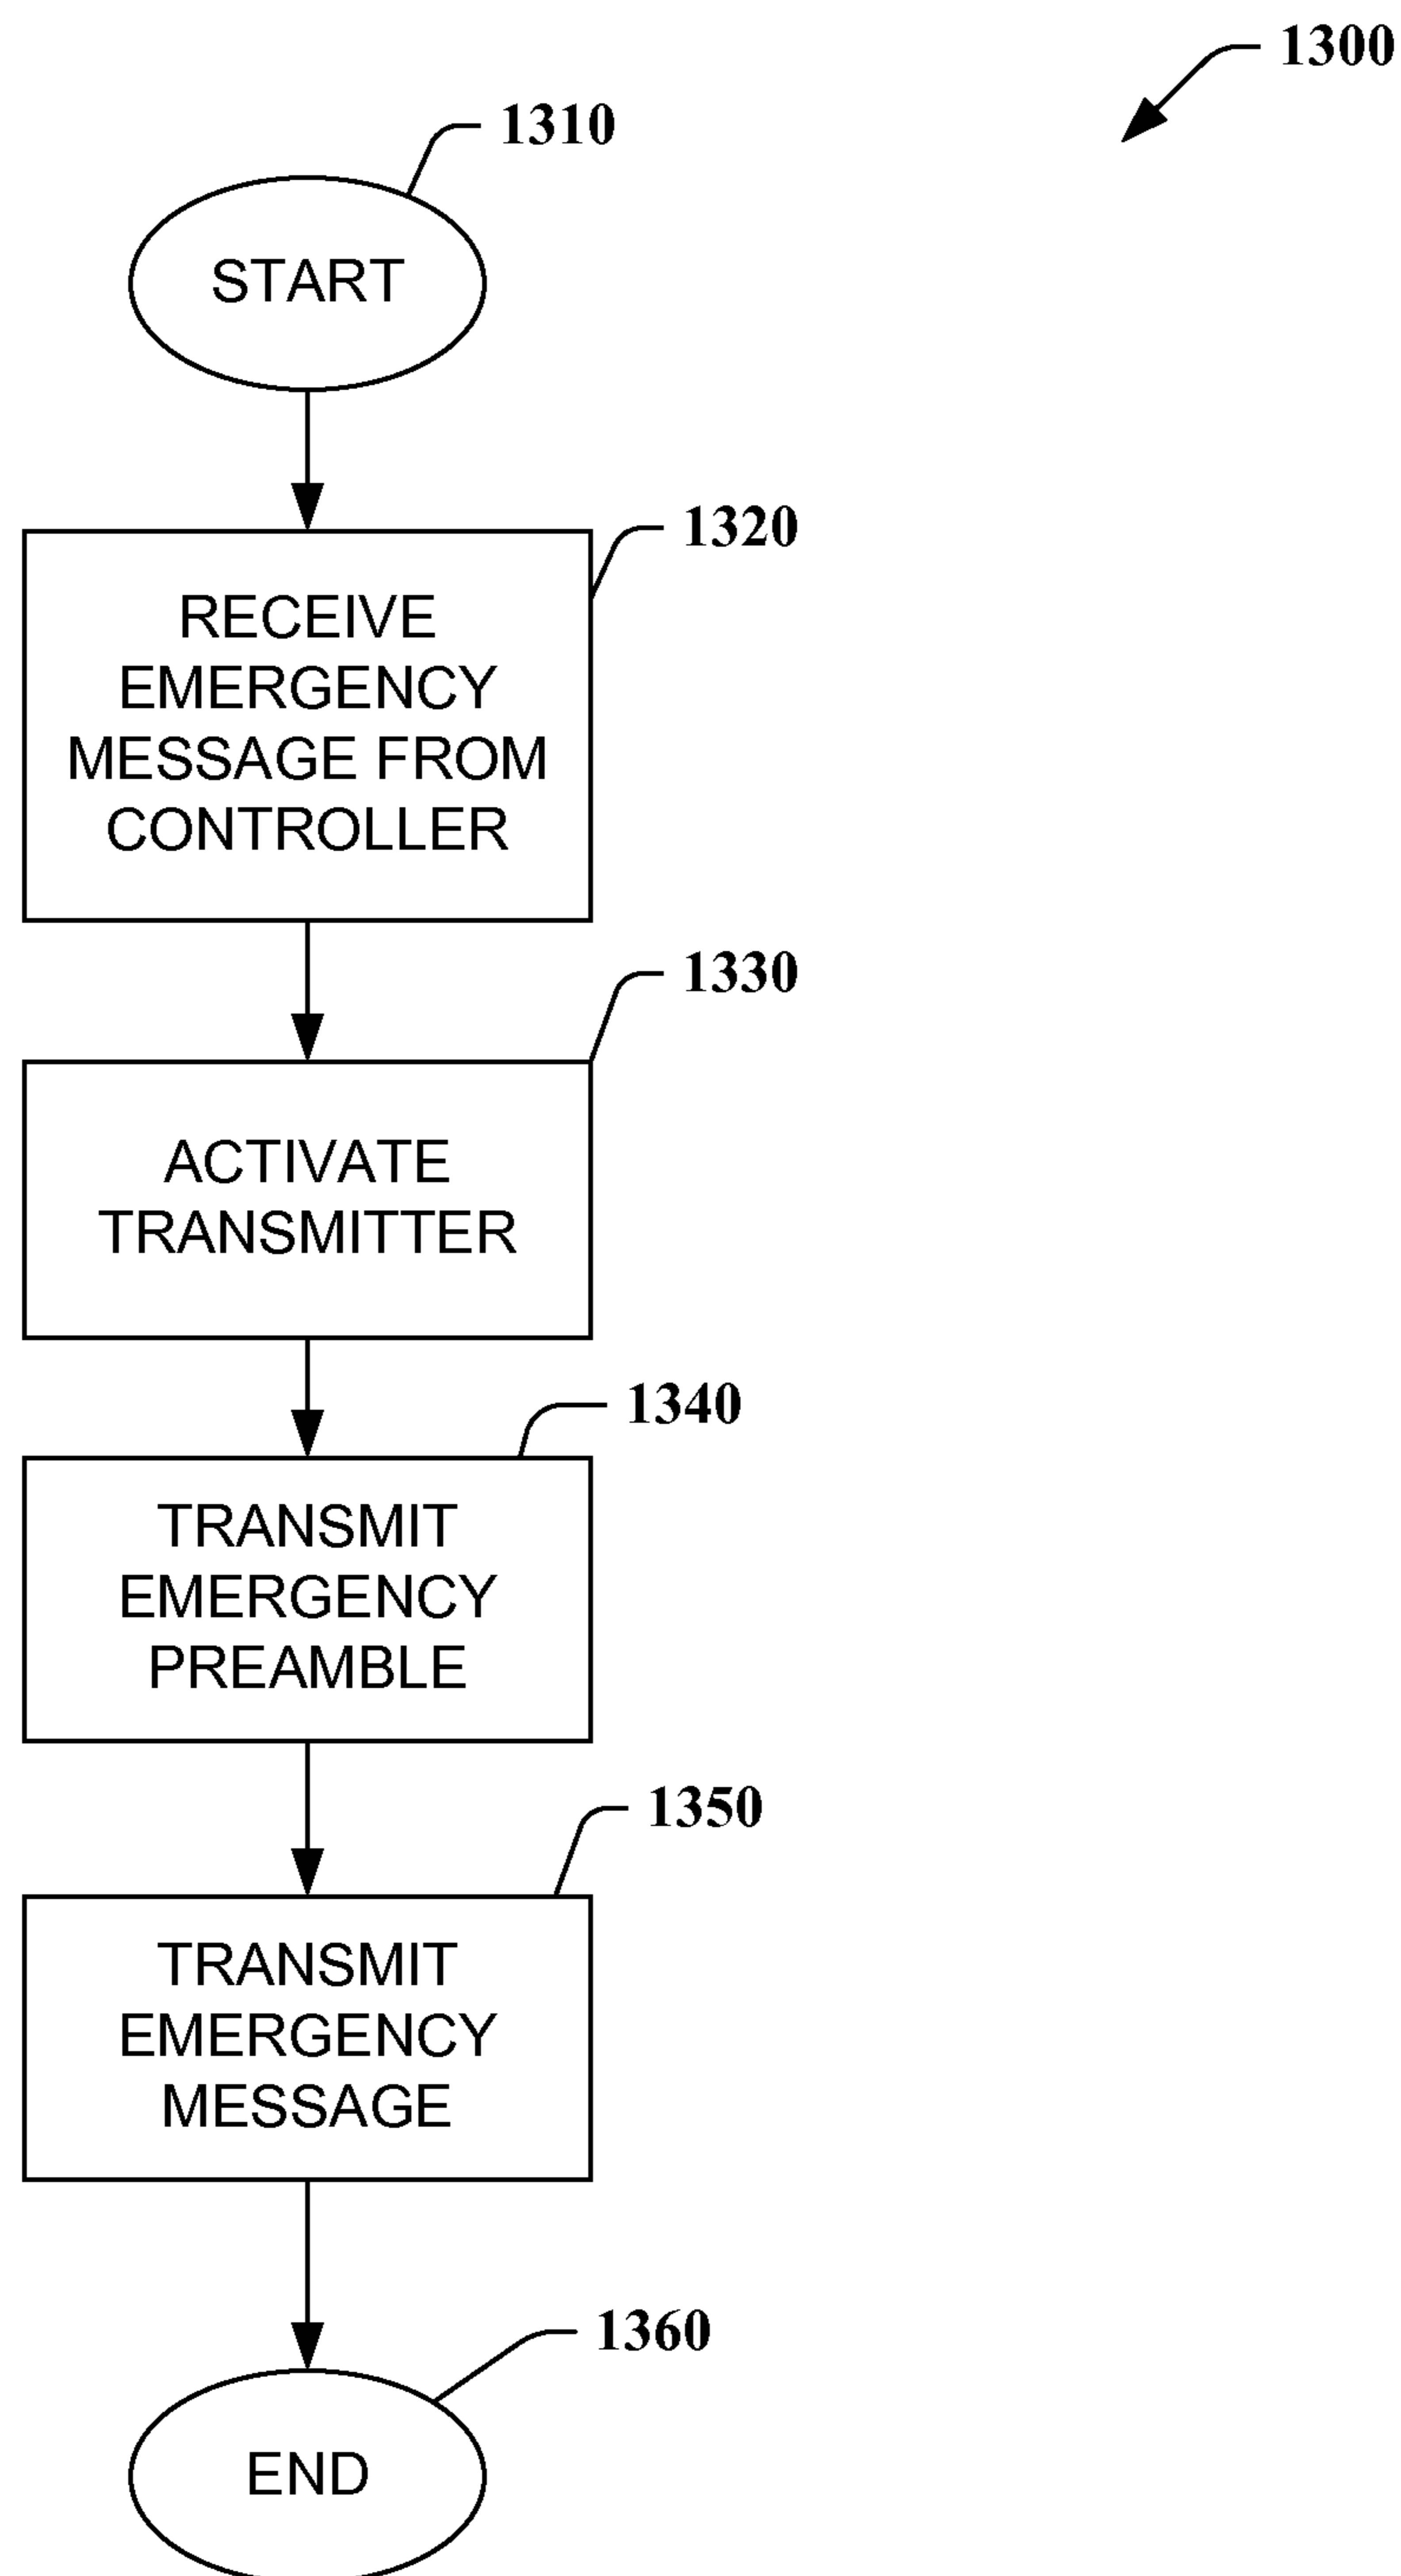 1300
1310
START
1320
RECEIVE
EMERGENCY
MESSAGE FROM
CONTROLLER
1330
ACTIVATE
TRANSMITTER
1340
TRANSMIT
EMERGENCY
PREAMBLE
1350
TRANSMIT
EMERGENCY
MESSAGE
1360
END